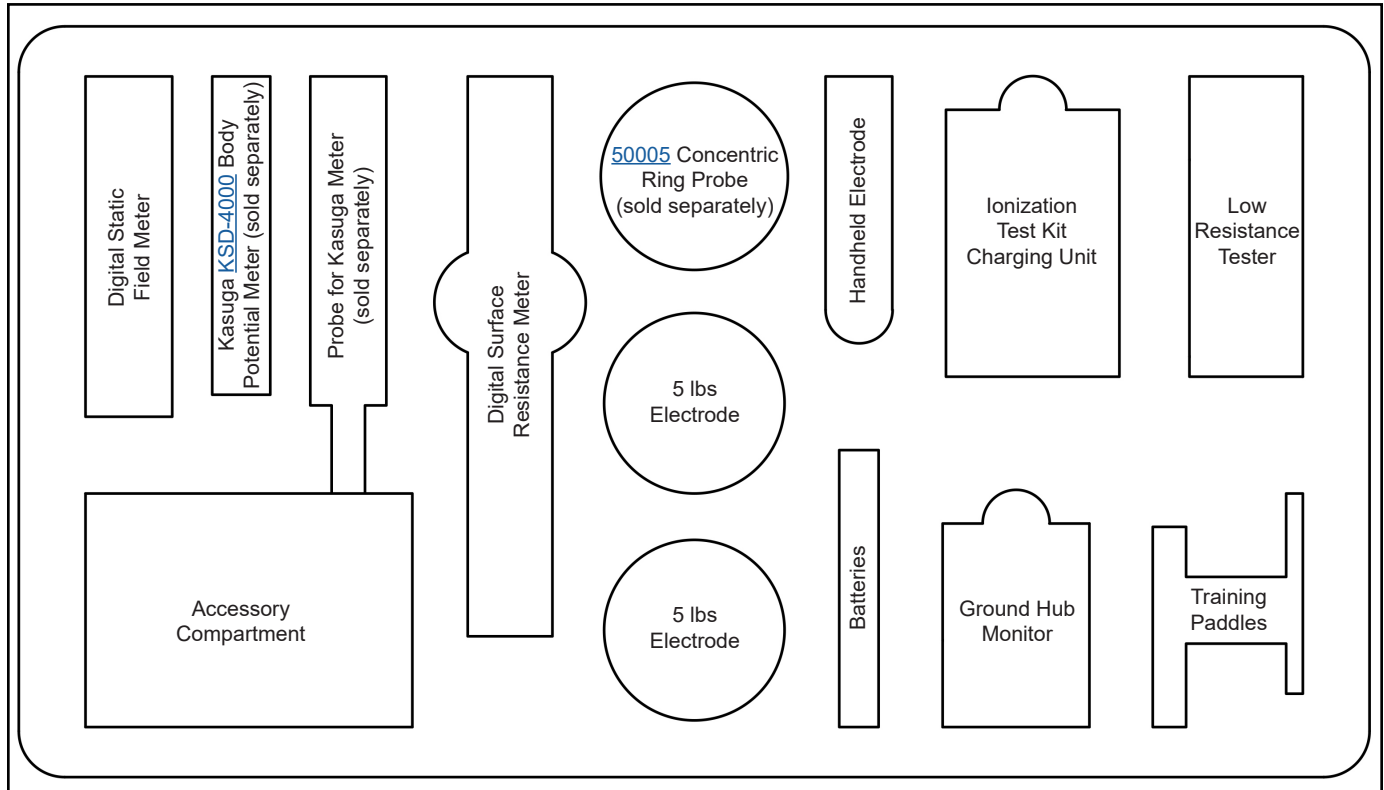 Digital Static
Field Meter
Kasuga KSD-4000 Body
Potential Meter (sold separately)
Probe for Kasuga Meter
(sold separately)
Digital Surface
Resistance Meter
50005 Concentric
Ring Probe
(sold separately)
Handheld Electrode
Ionization
Test Kit
Charging Unit
Low
Resistance
Tester
5 lbs
Electrode
Accessory
Compartment
5 lbs
Electrode
Batteries
Ground Hub
Monitor
Training
Paddles